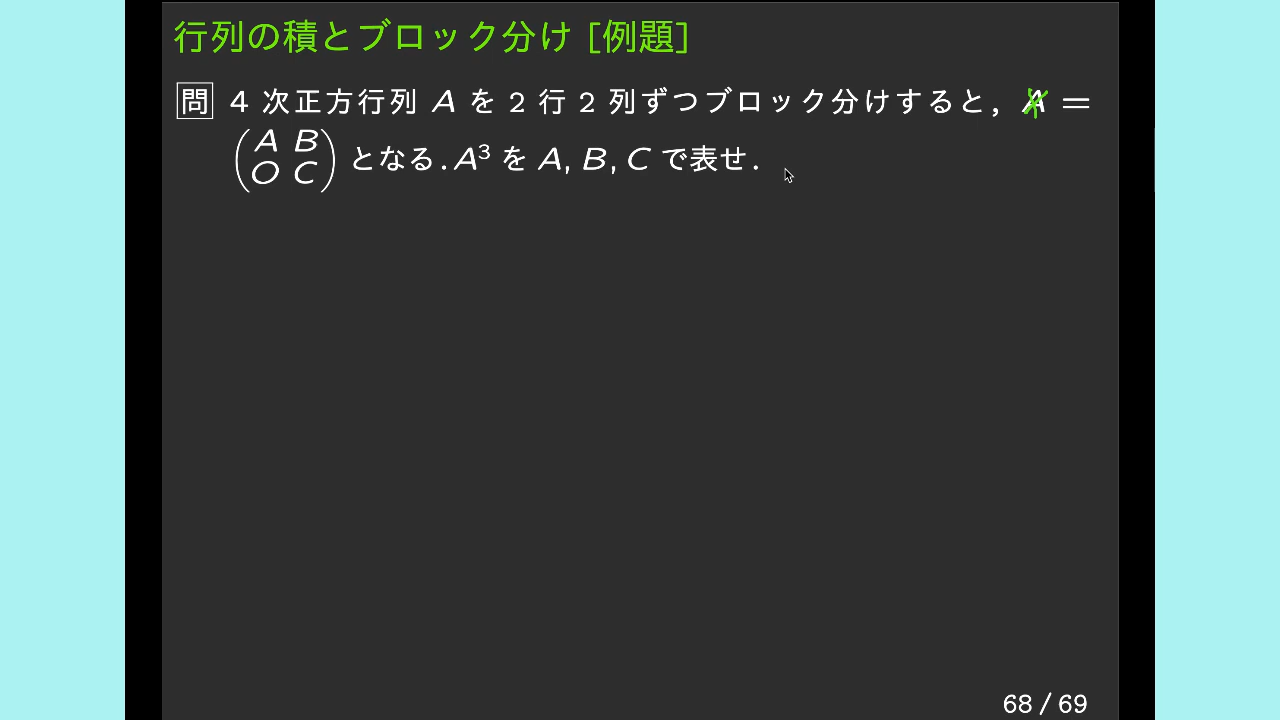 行列の積とブロック分け [例題]
問 4 次正方行列 A を 2 行 2 列ずつブロック分けすると, A =
(A B
O C) となる. A³ を A, B, C で表せ.
68 / 69